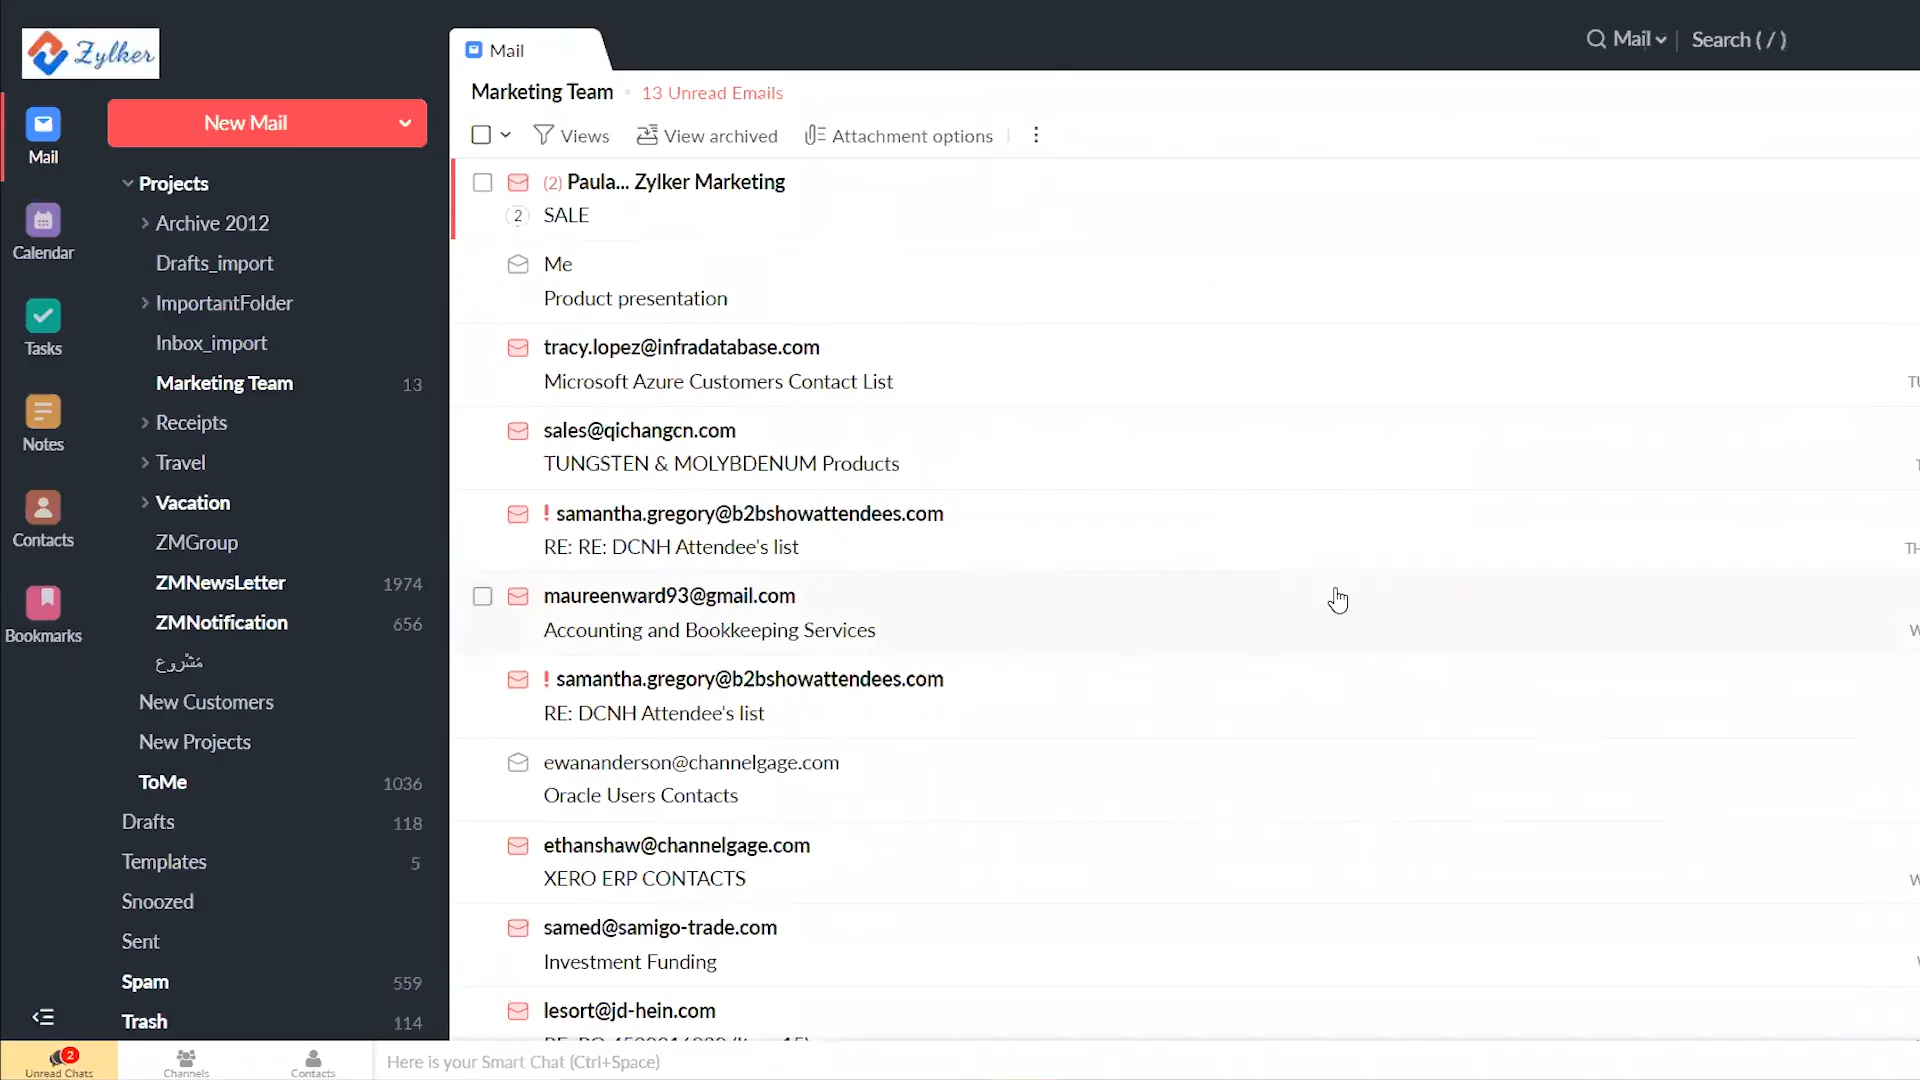 Zylker
Mail
Mail
Search ( / )
Marketing Team
13 Unread Emails
Views
View archived
Attachment options
New Mail
Mail
Calendar
Tasks
Notes
Contacts
Bookmarks
Projects
Archive 2012
Drafts_import
ImportantFolder
Inbox_import
Marketing Team 13
Receipts
Travel
Vacation
ZMGroup
ZMNewsLetter 1974
ZMNotification 656
مَشْروع
New Customers
New Projects
ToMe 1036
Drafts 118
Templates 5
Snoozed
Sent
Spam 559
Trash 114
(2) Paula... Zylker Marketing
2 SALE
Me
Product presentation
tracy.lopez@infradatabase.com
Microsoft Azure Customers Contact List
sales@qichangcn.com
TUNGSTEN & MOLYBDENUM Products
! samantha.gregory@b2bshowattendees.com
RE: RE: DCNH Attendee's list
maureenward93@gmail.com
Accounting and Bookkeeping Services
! samantha.gregory@b2bshowattendees.com
RE: DCNH Attendee's list
ewananderson@channelgage.com
Oracle Users Contacts
ethanshaw@channelgage.com
XERO ERP CONTACTS
samed@samigo-trade.com
Investment Funding
lesort@jd-hein.com
2
Unread Chats
Channels
Contacts
Here is your Smart Chat (Ctrl+Space)